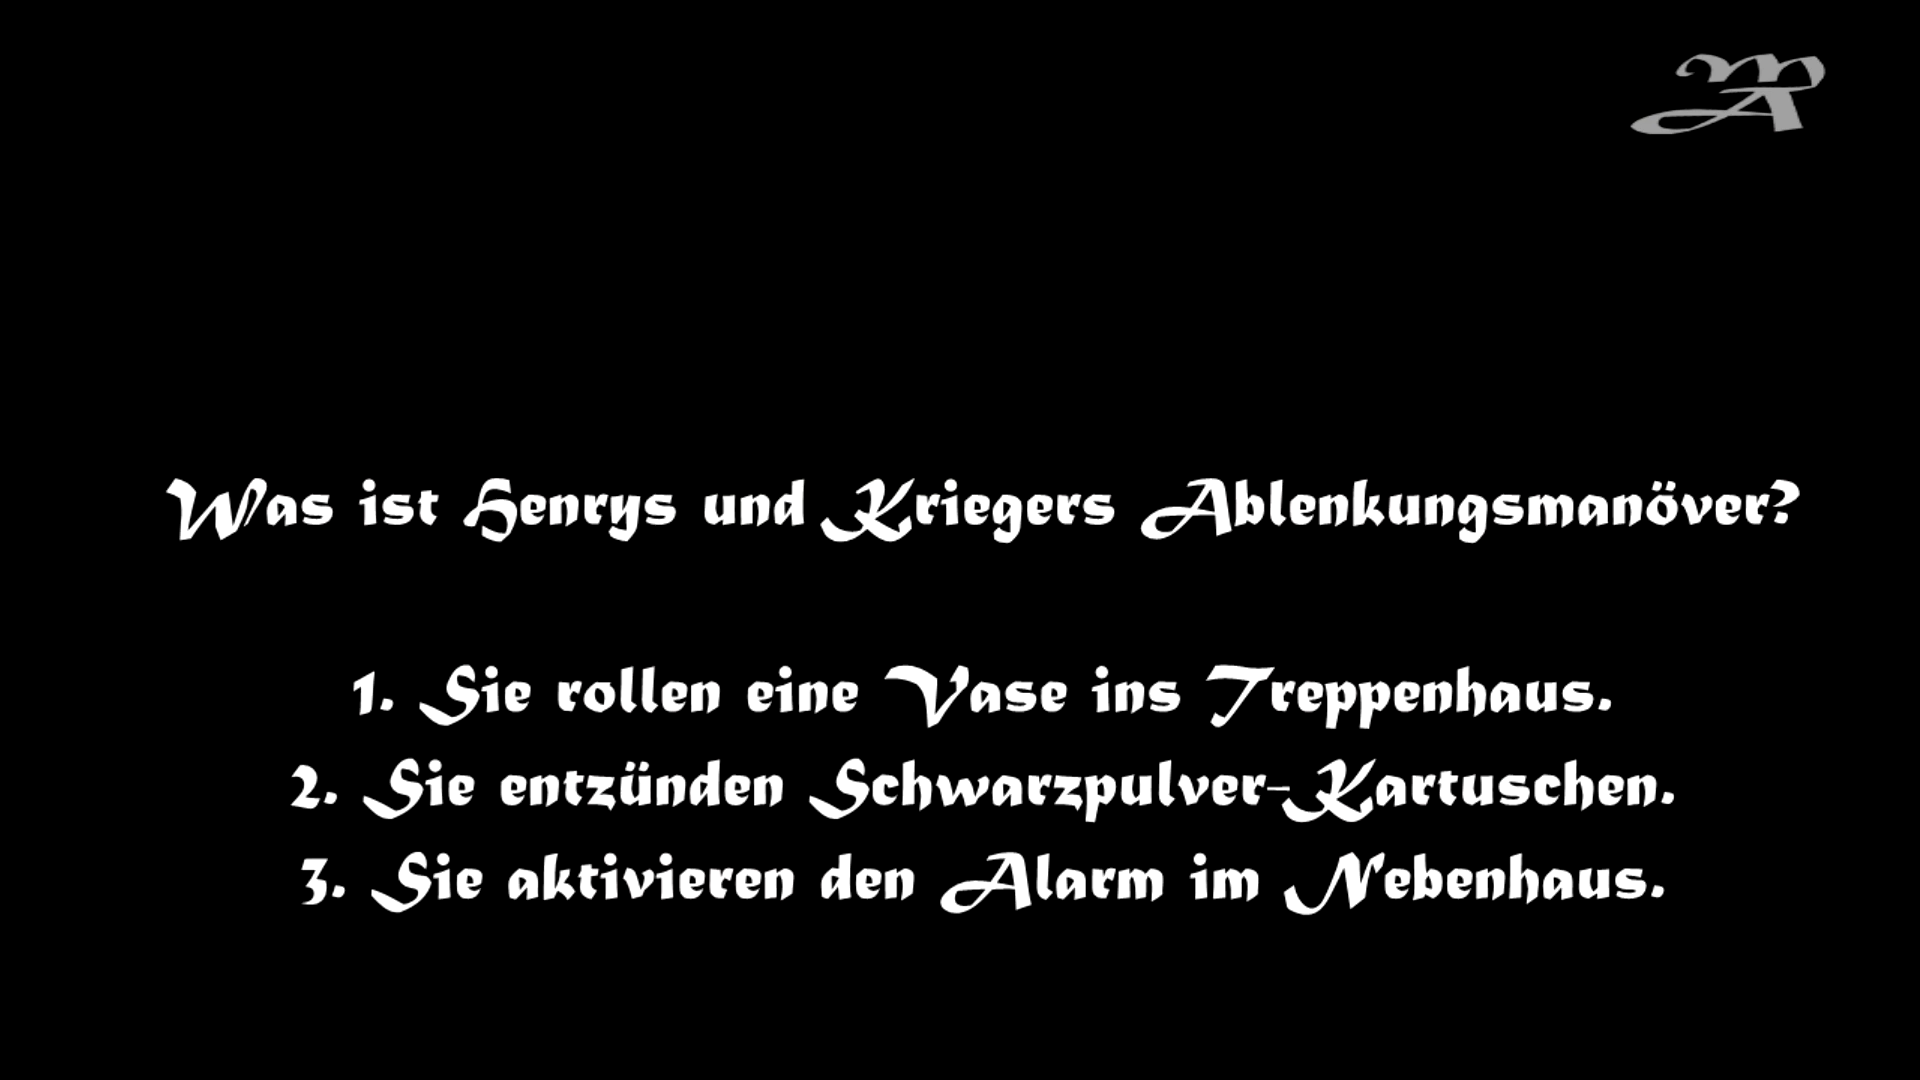 MA
Was ist Henrys und Kriegers Ablenkungsmanöver?
1. Sie rollen eine Vase ins Treppenhaus.
2. Sie entzünden Schwarzpulver-Kartuschen.
3. Sie aktivieren den Alarm im Nebenhaus.